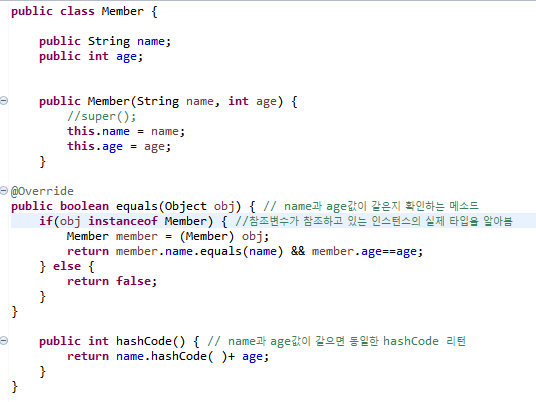 public class Member {
public String name;
public int age;
public Member(String name, int age) {
//super();
this.name = name;
this.age = age;
}
@Override
public boolean equals(Object obj) { // name과 age값이 같은지 확인하는 메소드
if(obj instanceof Member) { //참조변수가 참조하고 있는 인스턴스의 실제 타입을 알아봄
Member member = (Member) obj;
return member.name.equals(name) && member.age==age;
} else {
return false;
}
}
public int hashCode() { // name과 age값이 같으면 동일한 hashCode 리턴
return name.hashCode( )+ age;
}
}